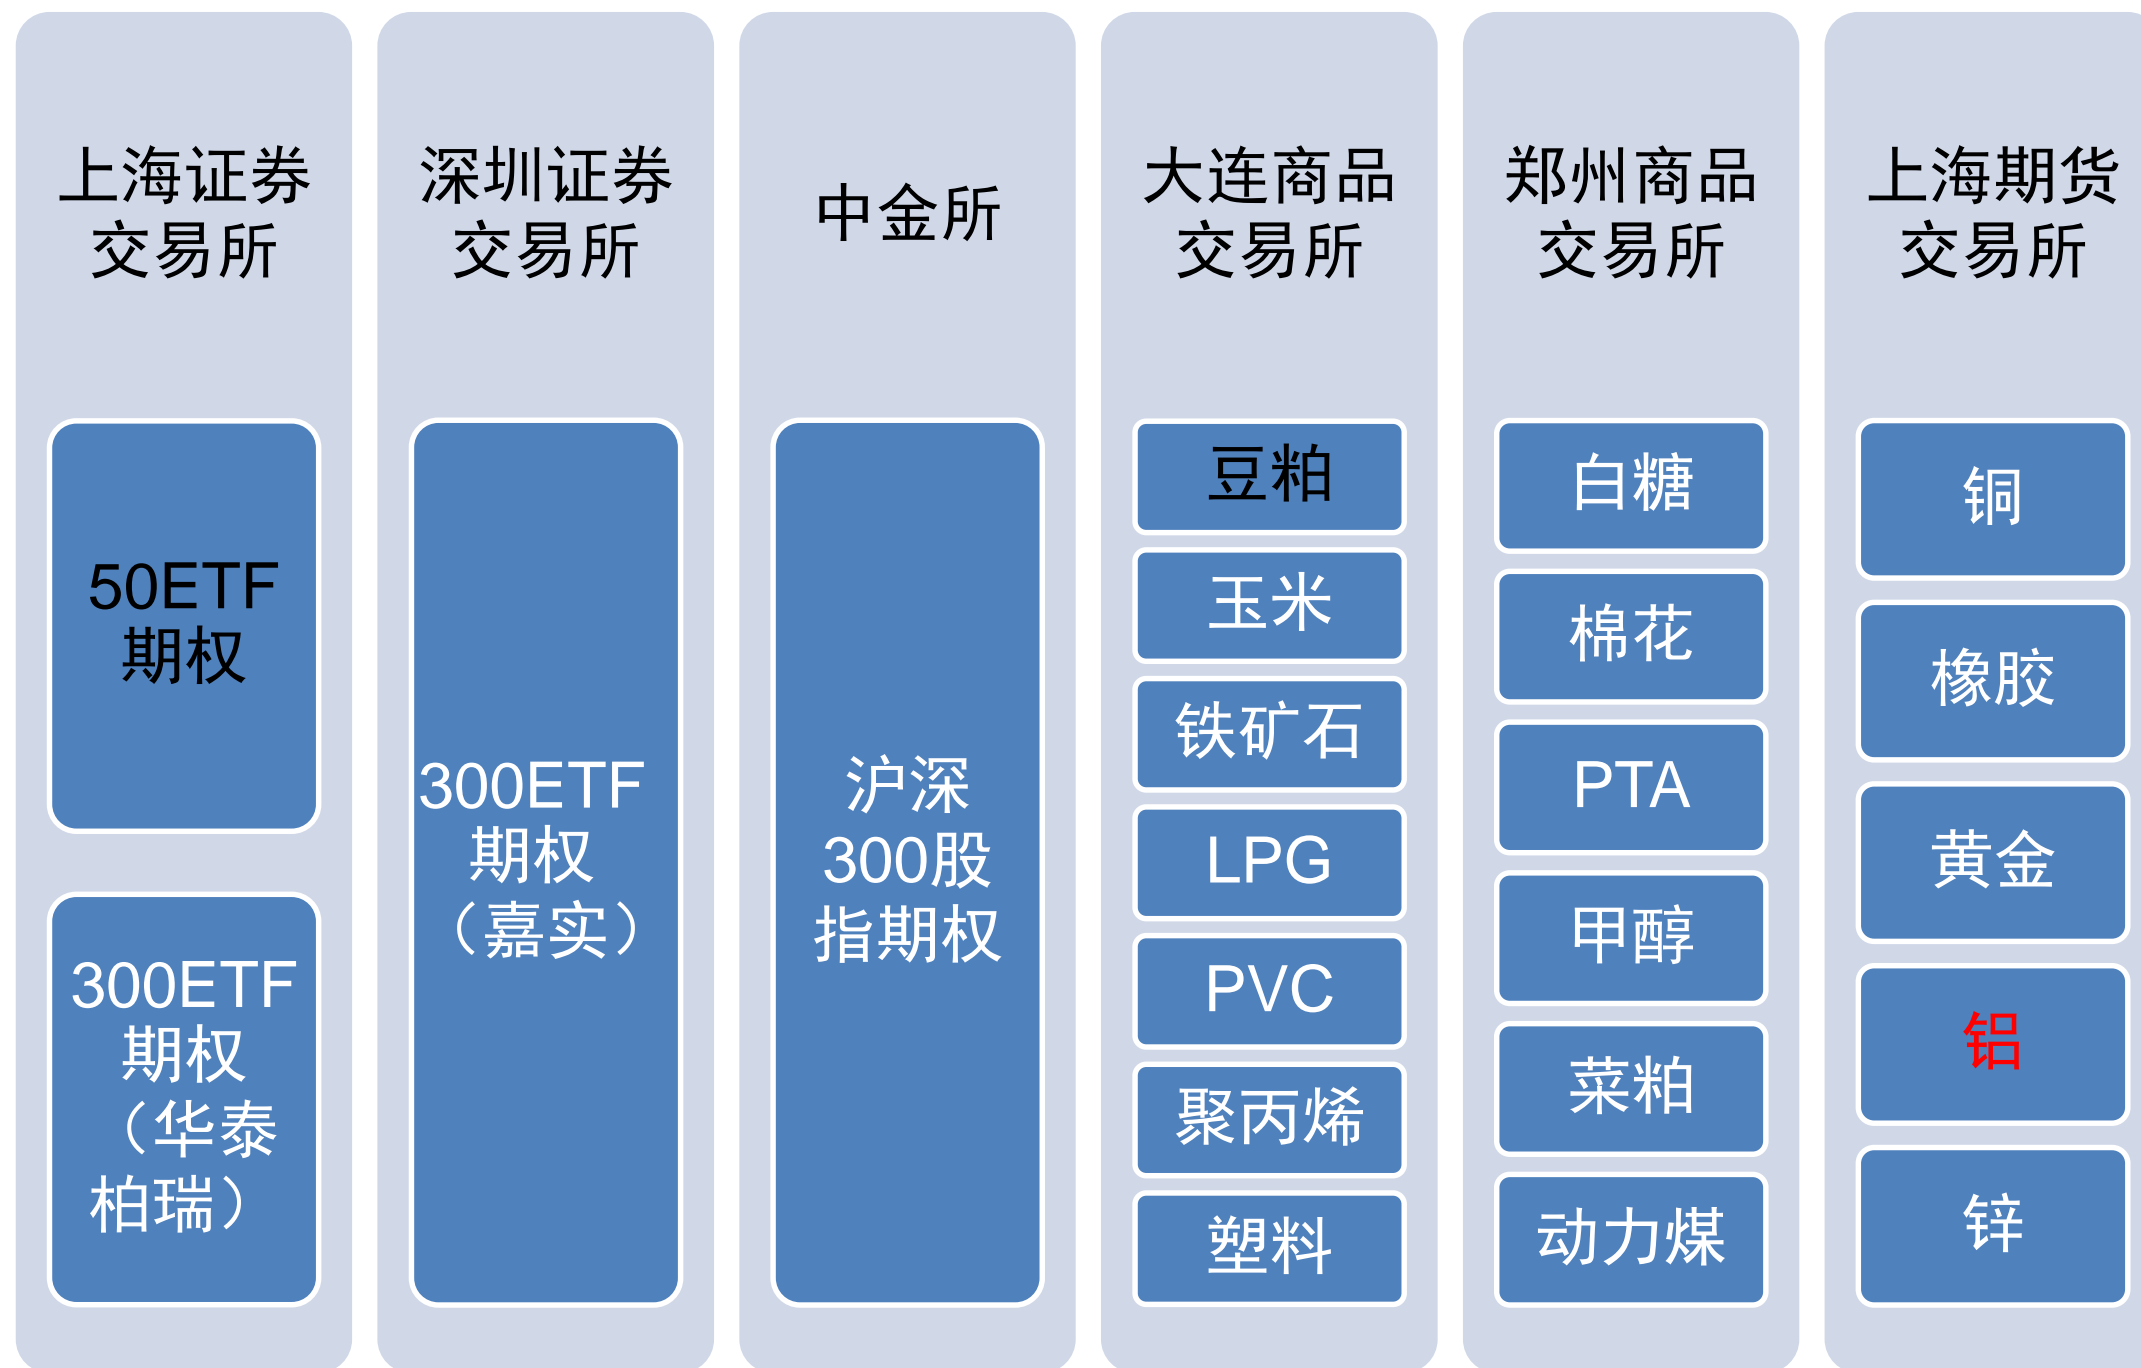 上海证券
交易所
50ETF
期权
300ETF
期权
（华泰
柏瑞）
深圳证券
交易所
300ETF
期权
（嘉实）
中金所
沪深
300股
指期权
大连商品
交易所
豆粕
玉米
铁矿石
LPG
PVC
聚丙烯
塑料
郑州商品
交易所
白糖
棉花
PTA
甲醇
菜粕
动力煤
上海期货
交易所
铜
橡胶
黄金
铝
锌